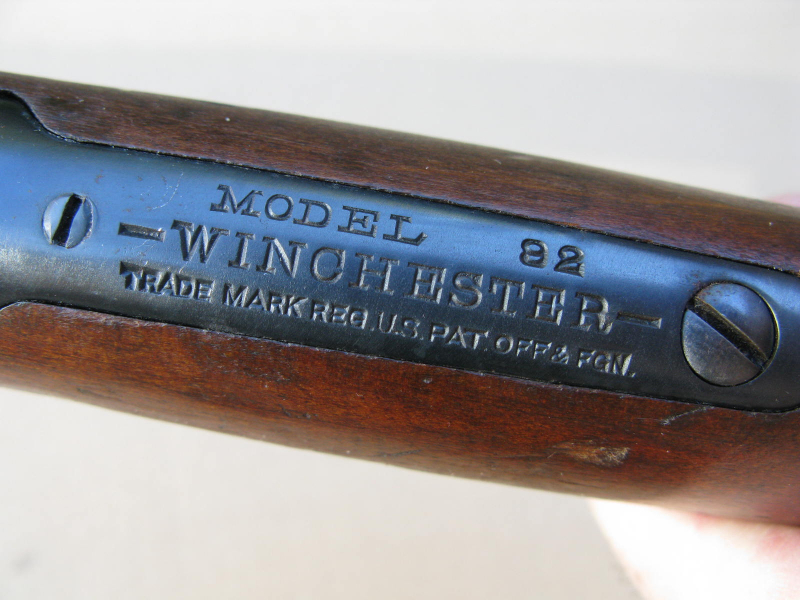 MODEL 92
—WINCHESTER—
TRADE MARK REG. U.S. PAT. OFF & FGN.